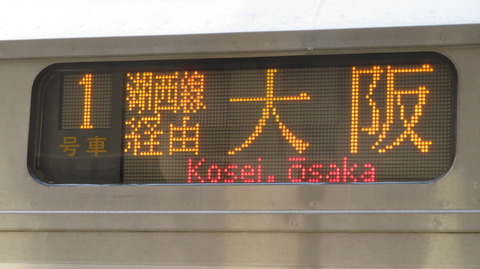 1号車
湖西線
経由
大阪
Kosei. Ōsaka